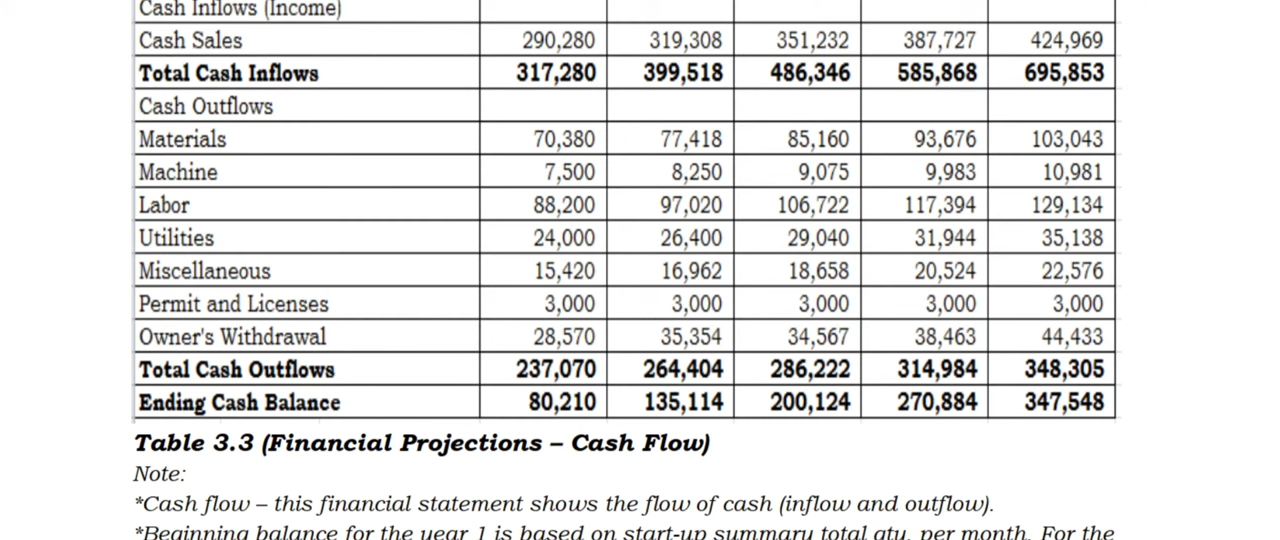 Cash Inflows (Income)
Cash Sales 290,280 319,308 351,232 387,727 424,969
Total Cash Inflows 317,280 399,518 486,346 585,868 695,853
Cash Outflows
Materials 70,380 77,418 85,160 93,676 103,043
Machine 7,500 8,250 9,075 9,983 10,981
Labor 88,200 97,020 106,722 117,394 129,134
Utilities 24,000 26,400 29,040 31,944 35,138
Miscellaneous 15,420 16,962 18,658 20,524 22,576
Permit and Licenses 3,000 3,000 3,000 3,000 3,000
Owner's Withdrawal 28,570 35,354 34,567 38,463 44,433
Total Cash Outflows 237,070 264,404 286,222 314,984 348,305
Ending Cash Balance 80,210 135,114 200,124 270,884 347,548
Table 3.3 (Financial Projections – Cash Flow)
Note:
*Cash flow – this financial statement shows the flow of cash (inflow and outflow).
*Beginning balance for the year 1 is based on start-up summary total qty. per month. For the